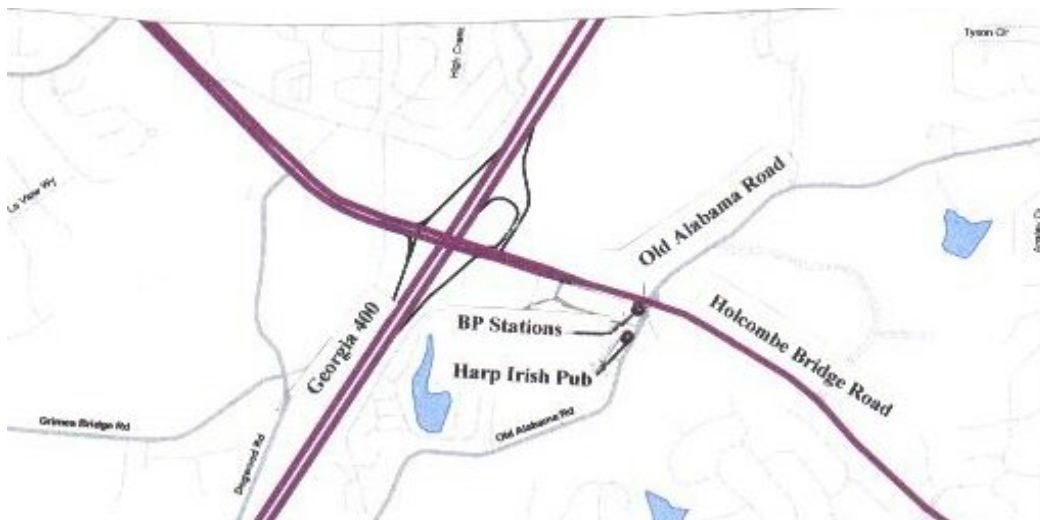 Tyson Cir
High Creek
La View Wy
Old Alabama Road
Georgia 400
BP Stations
Holcombe Bridge Road
Harp Irish Pub
Old Alabama Rd
Grimes Bridge Rd
Dogwood Rd